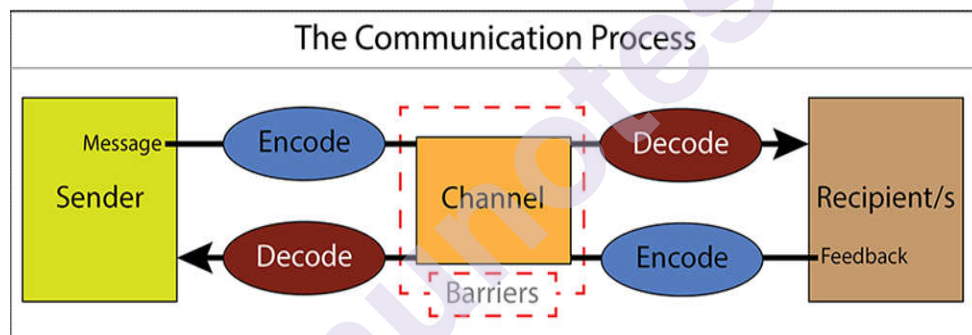 The Communication Process
Message
Encode
Decode
Sender
Channel
Recipient/s
Decode
Encode
Feedback
Barriers